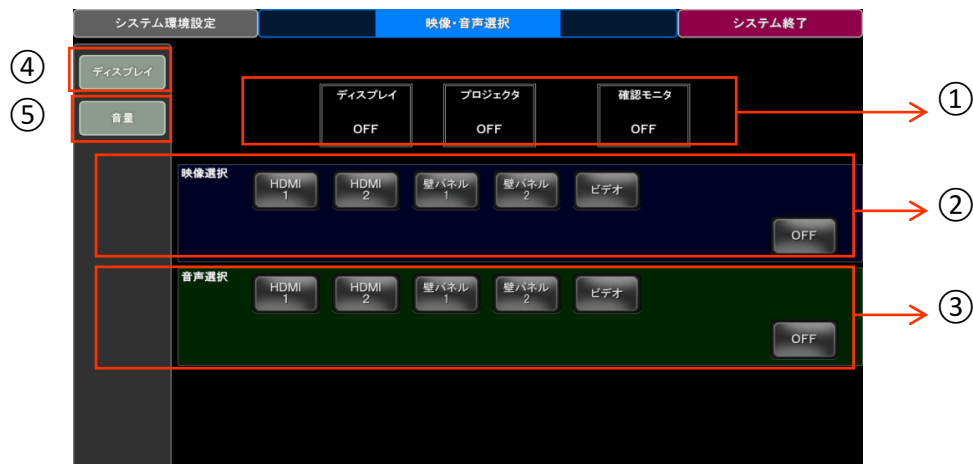 システム環境設定
映像・音声選択
システム終了
④
ディスプレイ
⑤
音量
ディスプレイ
OFF
プロジェクタ
OFF
確認モニタ
OFF
①
映像選択
HDMI
1
HDMI
2
壁パネル
1
壁パネル
2
ビデオ
OFF
②
音声選択
HDMI
1
HDMI
2
壁パネル
1
壁パネル
2
ビデオ
OFF
③